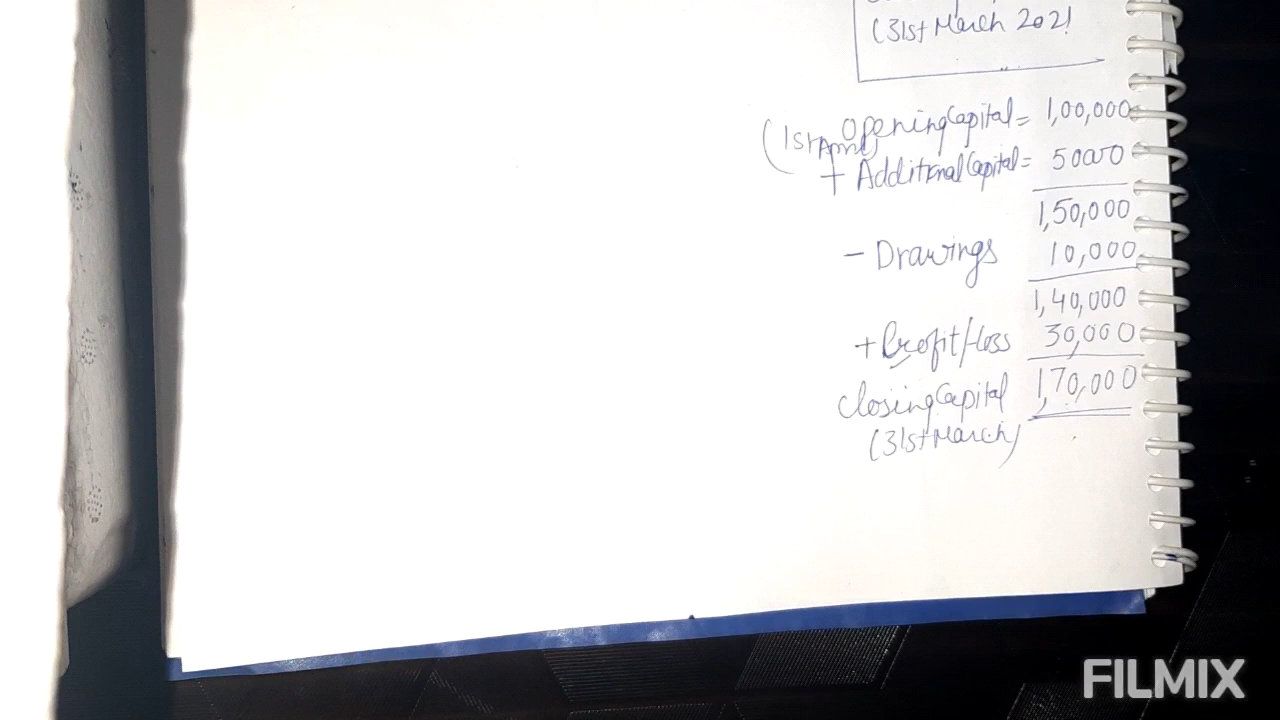 (31st March 2021
Opening Capital = 1,00,000
(1st April)
+ Additional Capital = 50000
1,50,000
- Drawings 10,000
1,40,000
+ Profit/Loss 30,000
Closing Capital 1,70,000
(31st March)
FILMIX